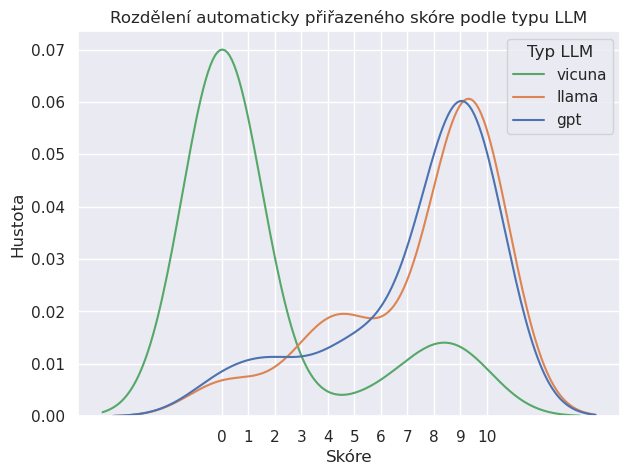 Rozdělení automaticky přiřazeného skóre podle typu LLM
Typ LLM
vicuna
llama
gpt
Hustota
0.07
0.06
0.05
0.04
0.03
0.02
0.01
0.00
0 1 2 3 4 5 6 7 8 9 10
Skóre